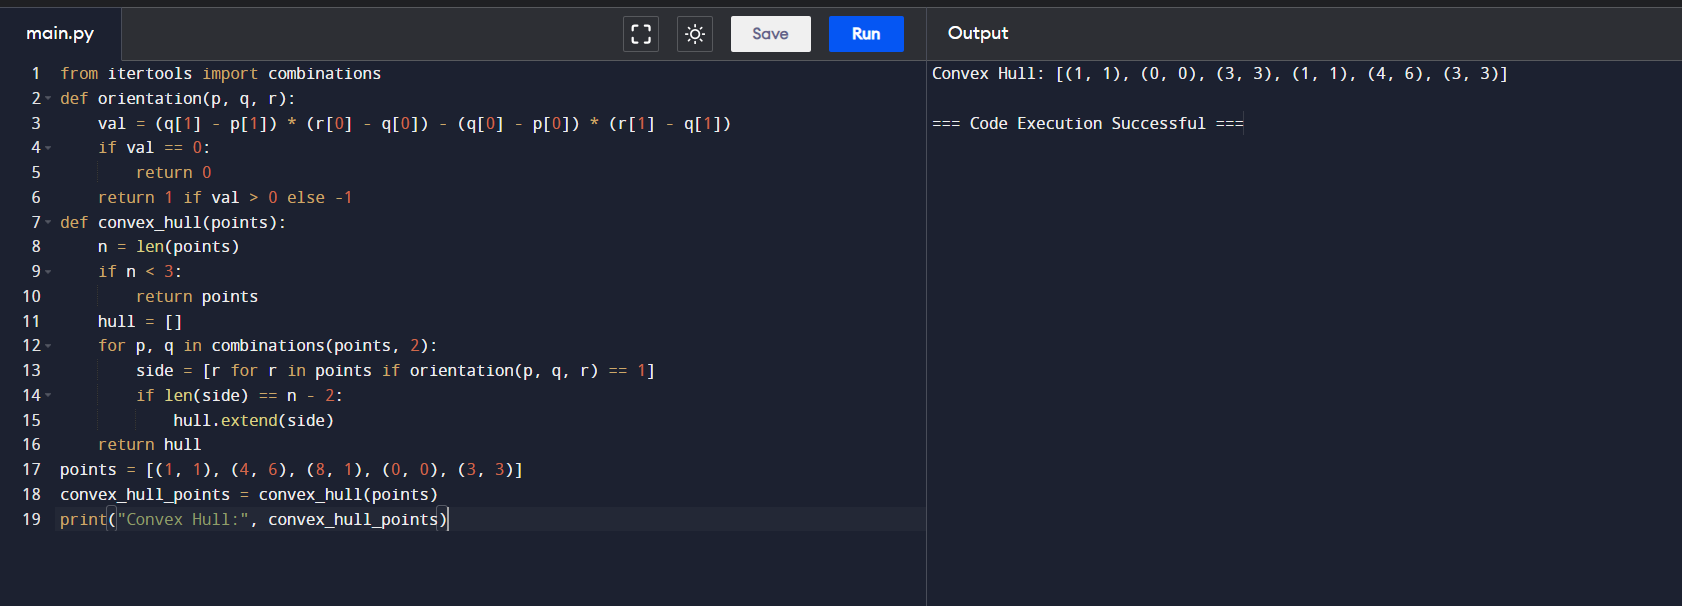 main.py
Save
Run
Output
1 from itertools import combinations
2 def orientation(p, q, r):
3     val = (q[1] - p[1]) * (r[0] - q[0]) - (q[0] - p[0]) * (r[1] - q[1])
4     if val == 0:
5         return 0
6     return 1 if val > 0 else -1
7 def convex_hull(points):
8     n = len(points)
9     if n < 3:
10         return points
11     hull = []
12     for p, q in combinations(points, 2):
13         side = [r for r in points if orientation(p, q, r) == 1]
14         if len(side) == n - 2:
15             hull.extend(side)
16     return hull
17 points = [(1, 1), (4, 6), (8, 1), (0, 0), (3, 3)]
18 convex_hull_points = convex_hull(points)
19 print("Convex Hull:", convex_hull_points)
Convex Hull: [(1, 1), (0, 0), (3, 3), (1, 1), (4, 6), (3, 3)]
=== Code Execution Successful ===